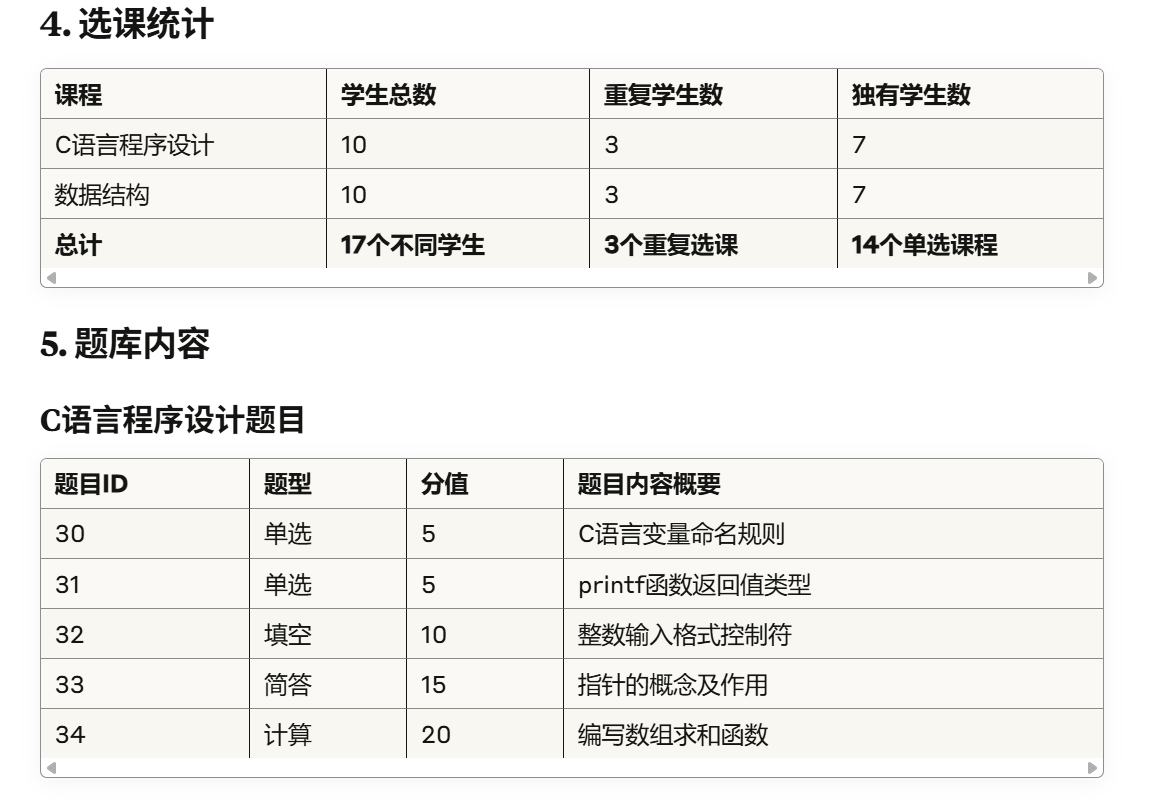 4. 选课统计
课程 学生总数 重复学生数 独有学生数
C语言程序设计 10 3 7
数据结构 10 3 7
总计 17个不同学生 3个重复选课 14个单选课程
5. 题库内容
C语言程序设计题目
题目ID 题型 分值 题目内容概要
30 单选 5 C语言变量命名规则
31 单选 5 printf函数返回值类型
32 填空 10 整数输入格式控制符
33 简答 15 指针的概念及作用
34 计算 20 编写数组求和函数